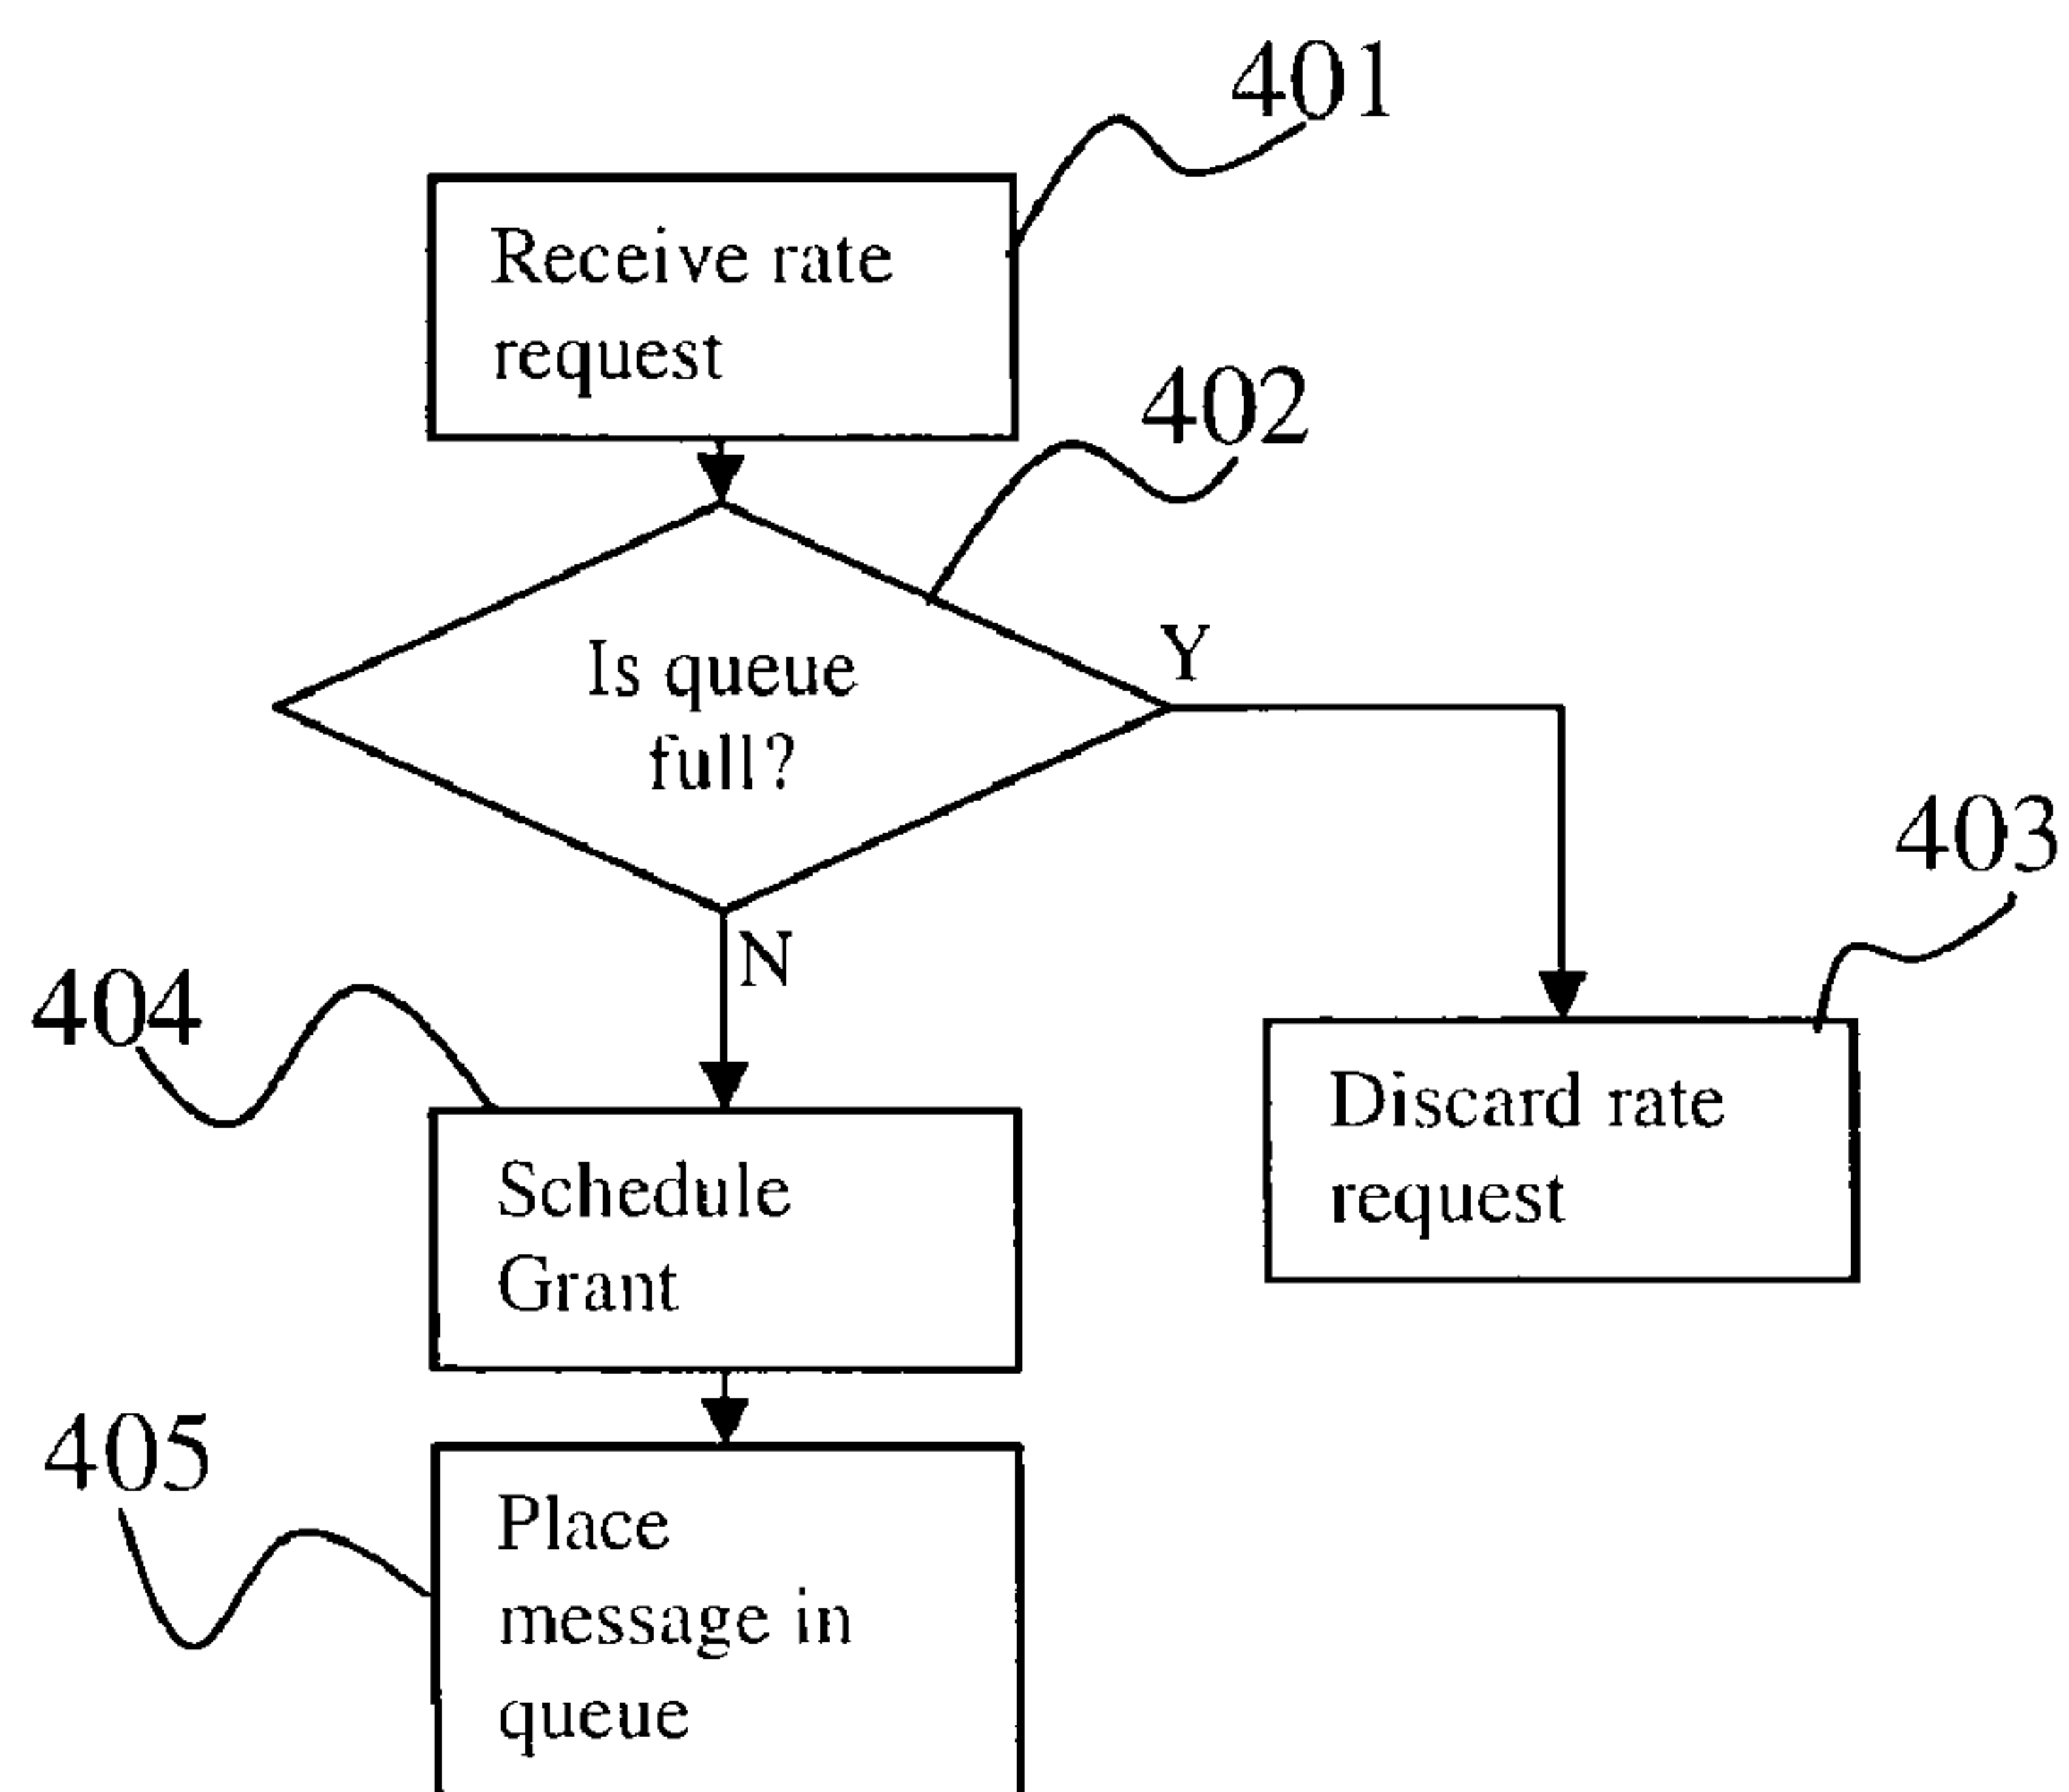 401
Receive rate
request
402
Is queue
full?
Y
403
N
404
Discard rate
request
Schedule
Grant
405
Place
message in
queue